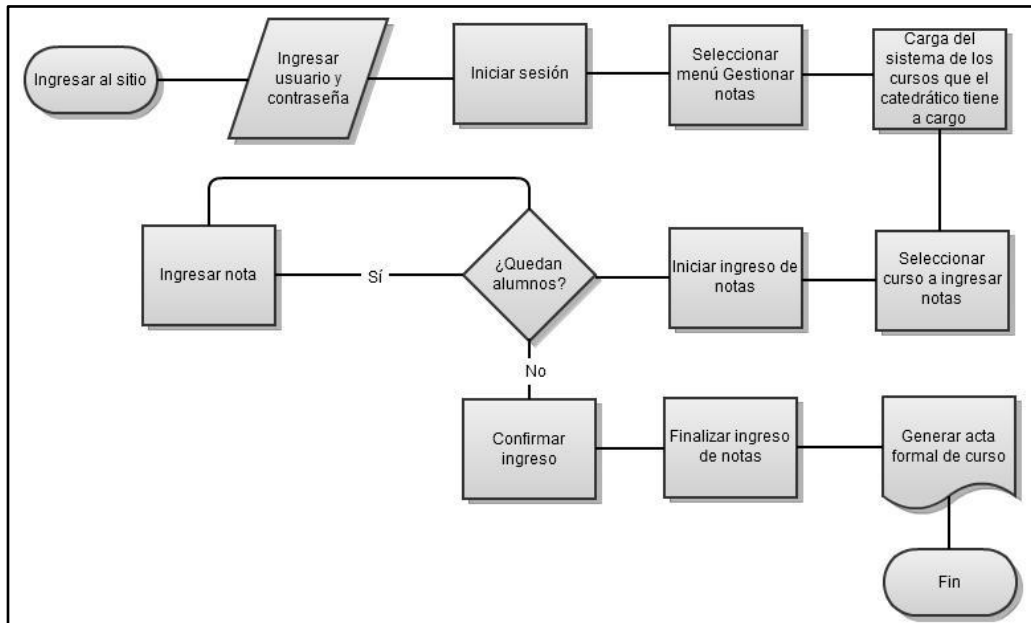 Ingresar al sitio
Ingresar
usuario y
contraseña
Iniciar sesión
Seleccionar
menú Gestionar
notas
Carga del
sistema de los
cursos que el
catedrático tiene
a cargo
Seleccionar
curso a ingresar
notas
Iniciar ingreso de
notas
¿Quedan
alumnos?
Sí
Ingresar nota
No
Confirmar
ingreso
Finalizar ingreso
de notas
Generar acta
formal de curso
Fin